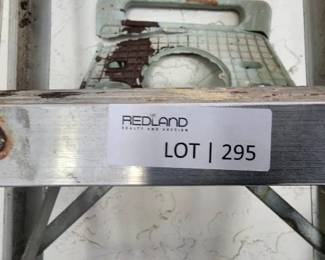 REDLAND
REALTY AND AUCTION
LOT | 295